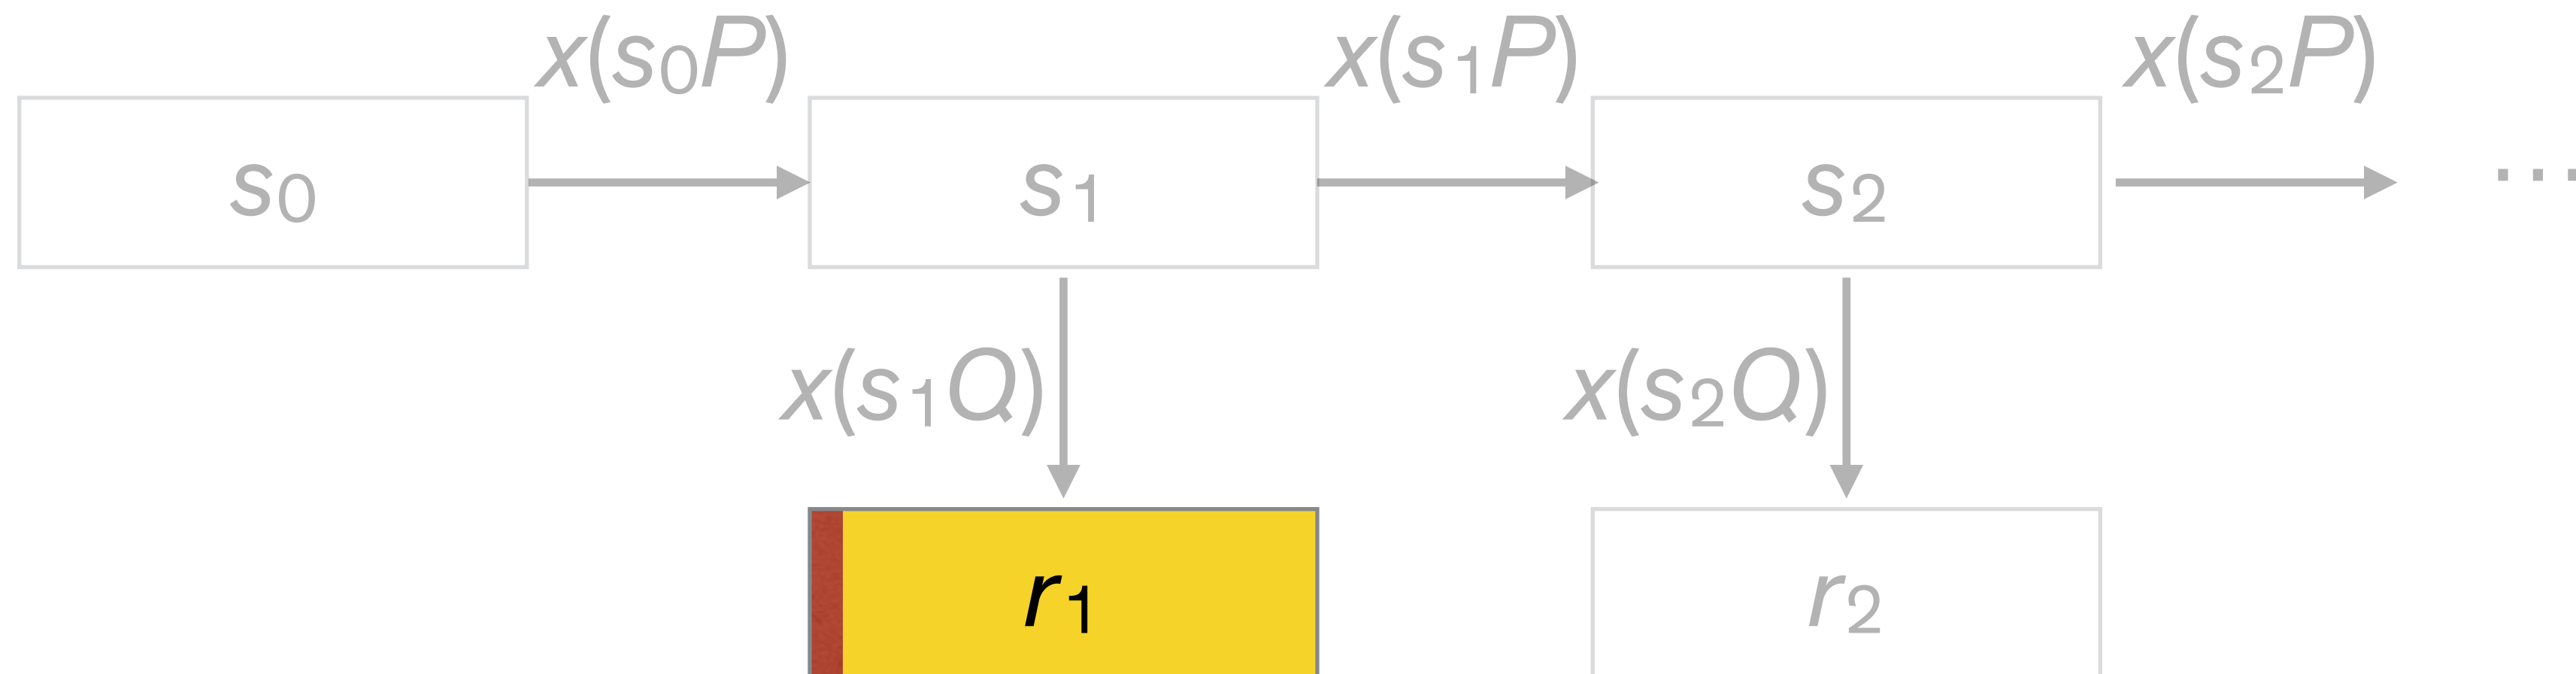 x(s₀P) x(s₁P) x(s₂P)
s₀ s₁ s₂ ...
x(s₁Q) x(s₂Q)
r₁ r₂